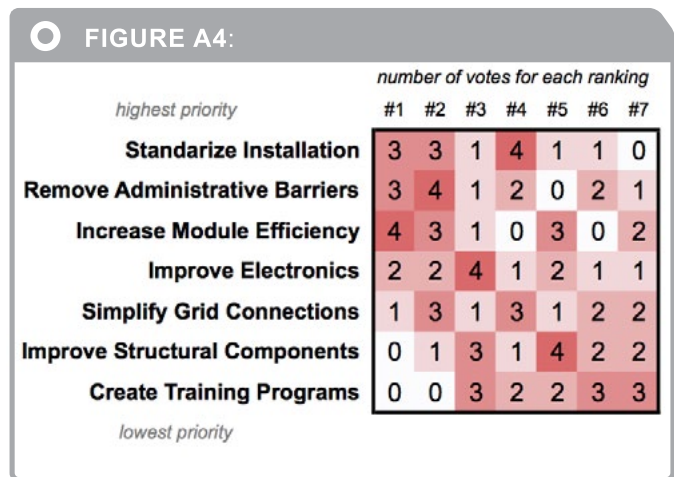 FIGURE A4:
number of votes for each ranking
highest priority #1 #2 #3 #4 #5 #6 #7
Standarize Installation 3 3 1 4 1 1 0
Remove Administrative Barriers 3 4 1 2 0 2 1
Increase Module Efficiency 4 3 1 0 3 0 2
Improve Electronics 2 2 4 1 2 1 1
Simplify Grid Connections 1 3 1 3 1 2 2
Improve Structural Components 0 1 3 1 4 2 2
Create Training Programs 0 0 3 2 2 3 3
lowest priority